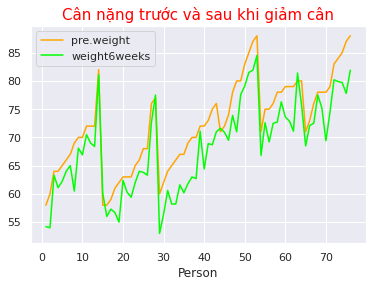 Cân nặng trước và sau khi giảm cân
pre.weight
weight6weeks
85
80
75
70
65
60
55
0 10 20 30 40 50 60 70
Person